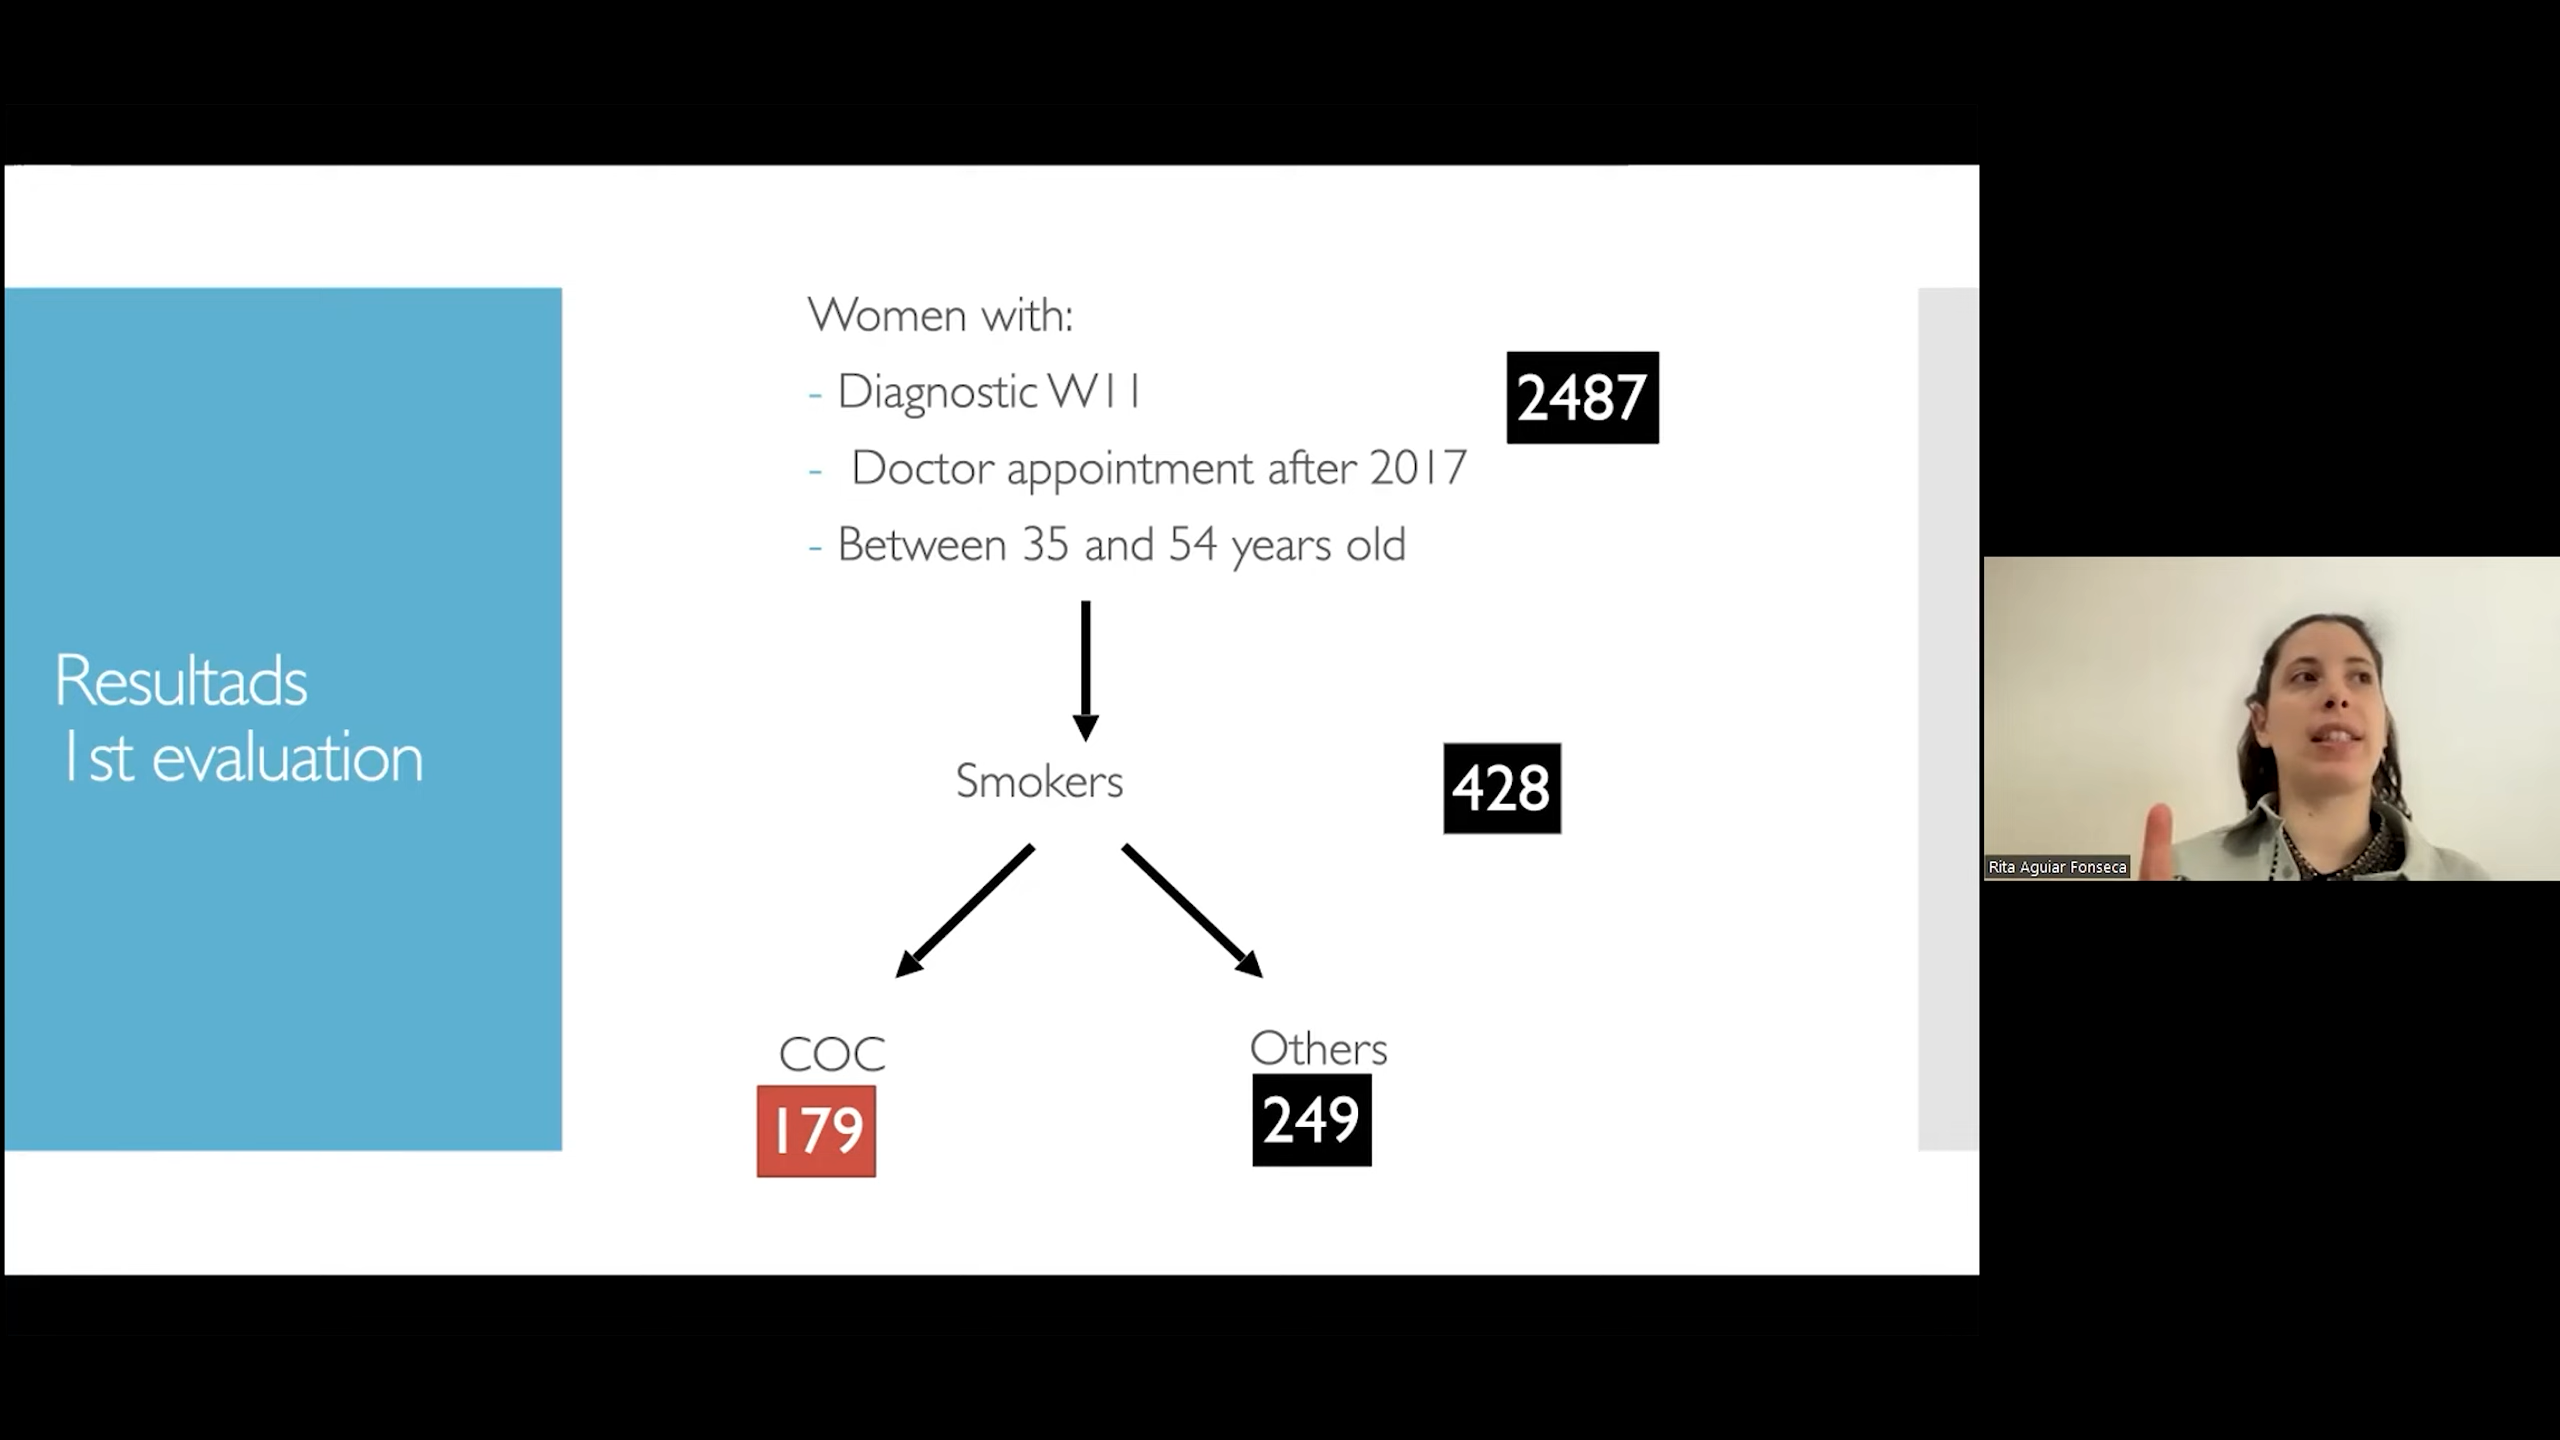 Resultads
1st evaluation
Women with:
- Diagnostic W11
- Doctor appointment after 2017
- Between 35 and 54 years old
2487
Smokers
428
COC
179
Others
249
Rita Aguiar Fonseca